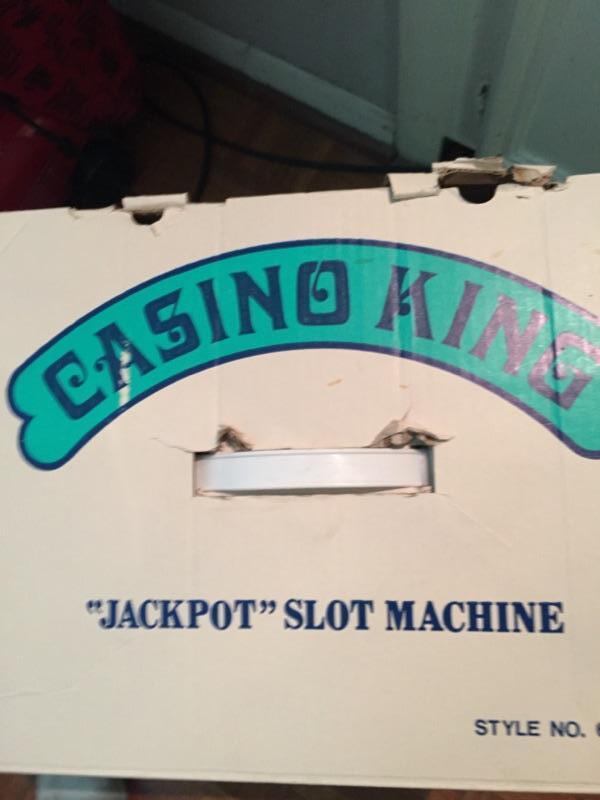 CASINO KING
"JACKPOT" SLOT MACHINE
STYLE NO.